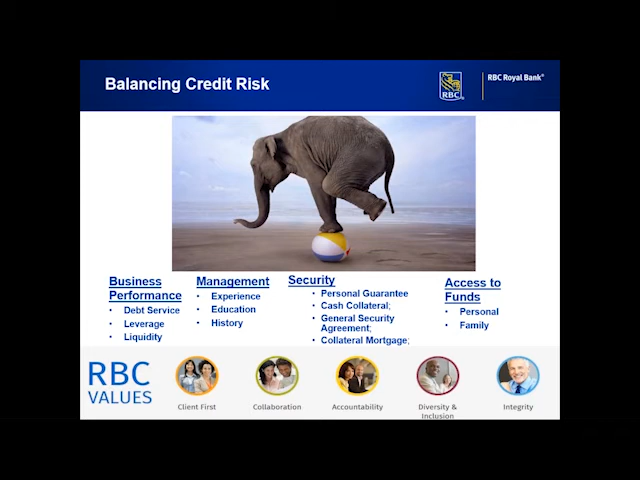 Balancing Credit Risk
RBC
RBC Royal Bank®
Business
Performance
• Debt Service
• Leverage
• Liquidity
Management
• Experience
• Education
• History
Security
• Personal Guarantee
• Cash Collateral;
• General Security
Agreement;
• Collateral Mortgage;
Access to
Funds
• Personal
• Family
RBC
VALUES
Client First
Collaboration
Accountability
Diversity &
Inclusion
Integrity